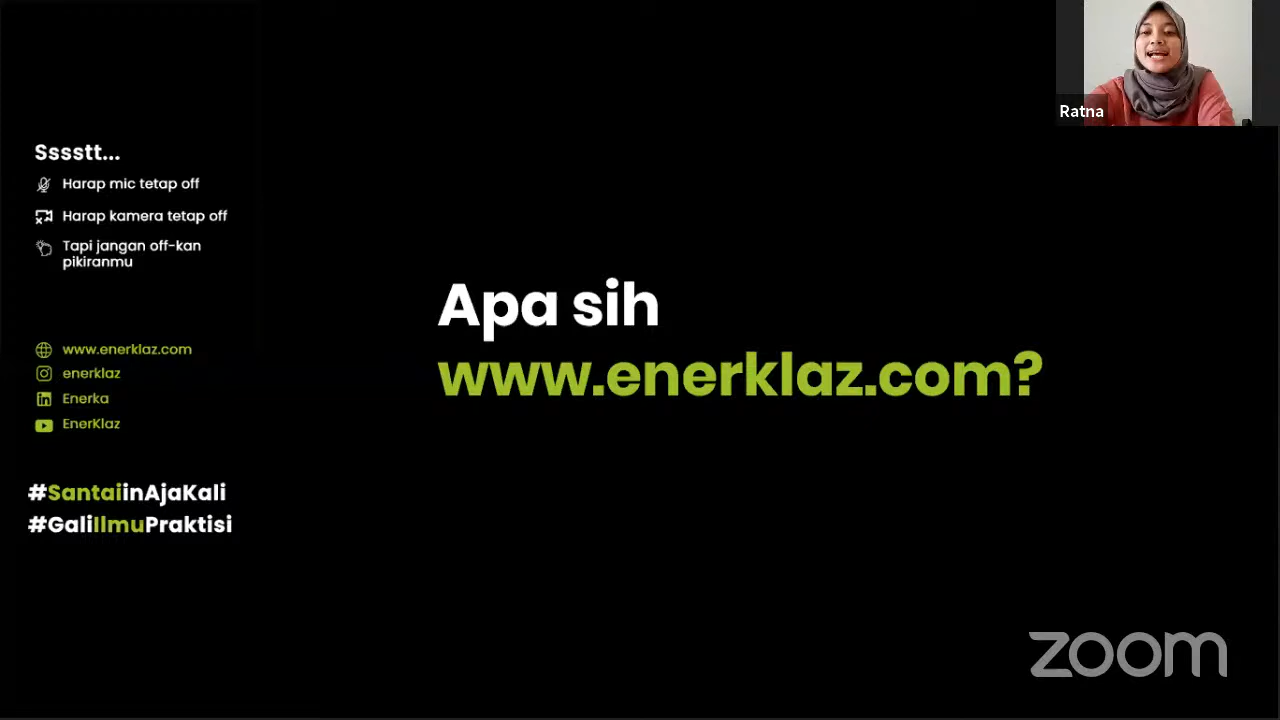 Sssstt...
Harap mic tetap off
Harap kamera tetap off
Tapi jangan off-kan
pikiranmu
www.enerklaz.com
enerklaz
Enerka
EnerKlaz
#SantaiinAjaKali
#GaliIlmuPraktisi
Apa sih
www.enerklaz.com?
Ratna
zoom